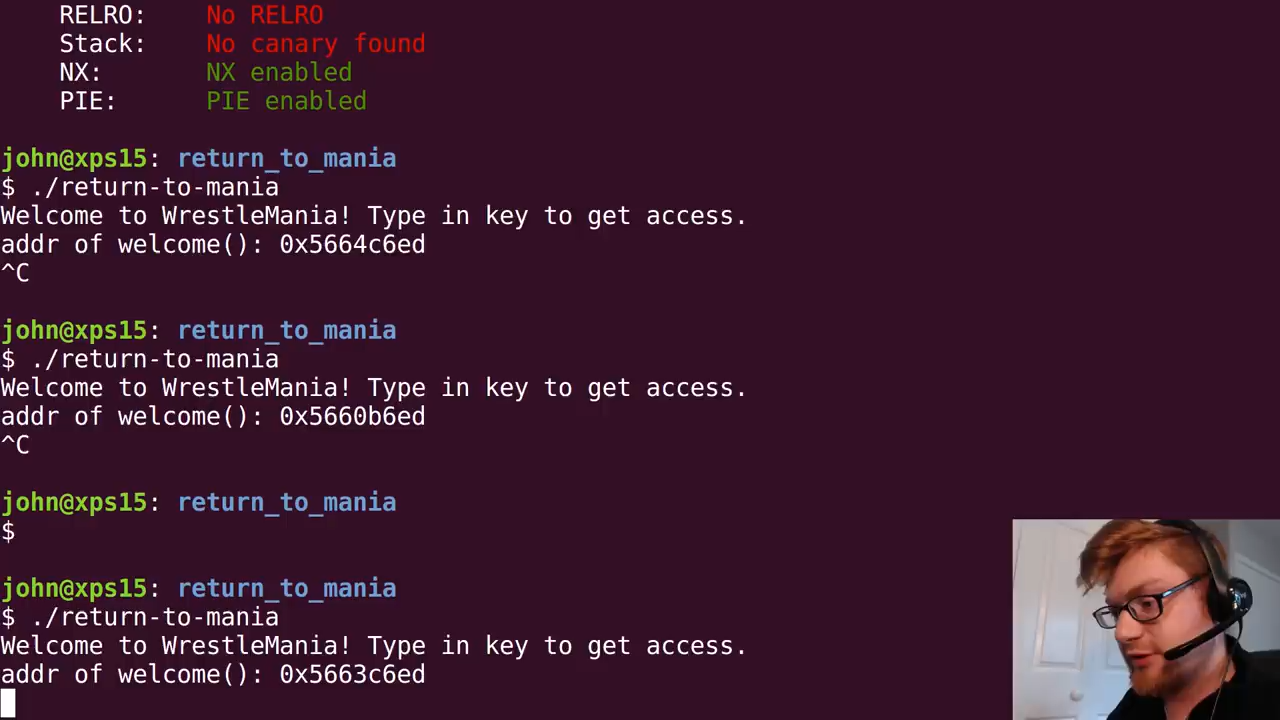 RELRO: No RELRO
Stack: No canary found
NX: NX enabled
PIE: PIE enabled
john@xps15: return_to_mania
$ ./return-to-mania
Welcome to WrestleMania! Type in key to get access.
addr of welcome(): 0x5664c6ed
^C
john@xps15: return_to_mania
$ ./return-to-mania
Welcome to WrestleMania! Type in key to get access.
addr of welcome(): 0x5660b6ed
^C
john@xps15: return_to_mania
$
john@xps15: return_to_mania
$ ./return-to-mania
Welcome to WrestleMania! Type in key to get access.
addr of welcome(): 0x5663c6ed